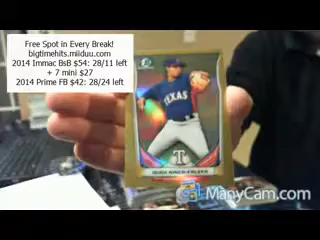 Free Spot in Every Break!
bigtimehits.miiduu.com
2014 Immac BsB $54: 28/11 left
+ 7 mini $27
2014 Prime FB $42: 28/24 left
TEXAS
T
ManyCam.com